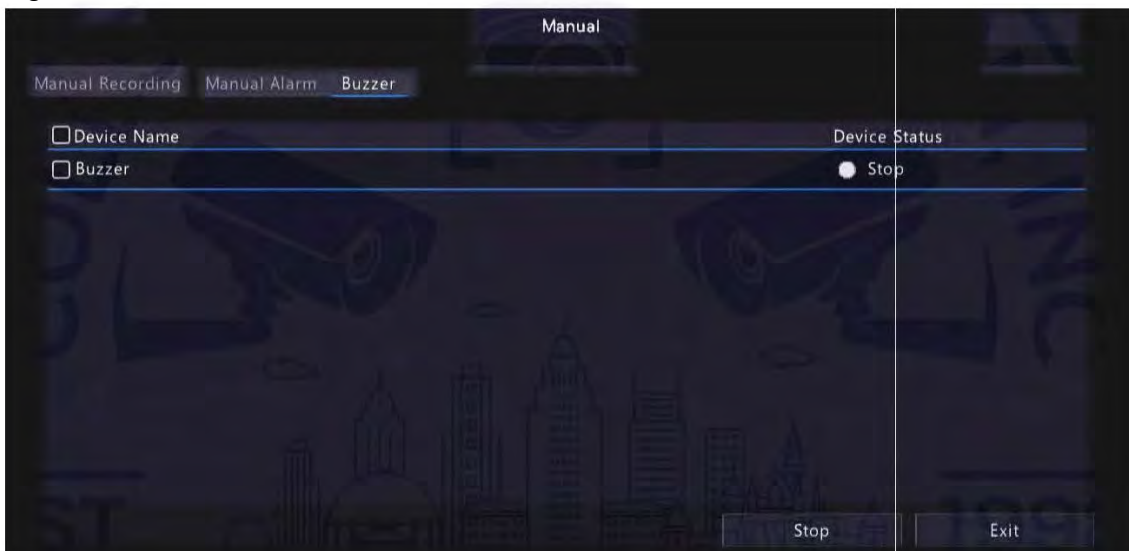 Manual
Manual Recording Manual Alarm Buzzer
Device Name Device Status
Buzzer Stop
Stop Exit